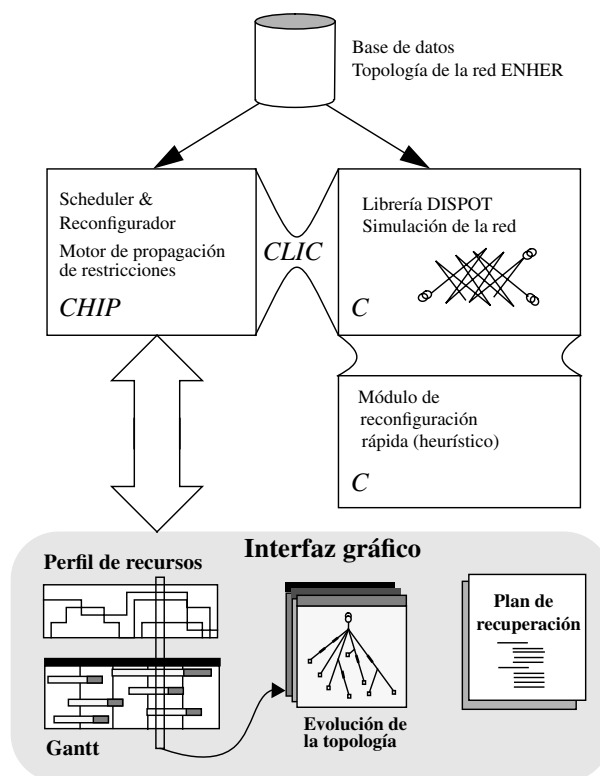 Base de datos
Topología de la red ENHER
Scheduler &
Reconfigurador
Motor de propagación
de restricciones
CHIP
CLIC
Librería DISPOT
Simulación de la red
C
Módulo de
reconfiguración
rápida (heurístico)
C
Interfaz gráfico
Perfil de recursos
Gantt
Evolución de
la topología
Plan de
recuperación